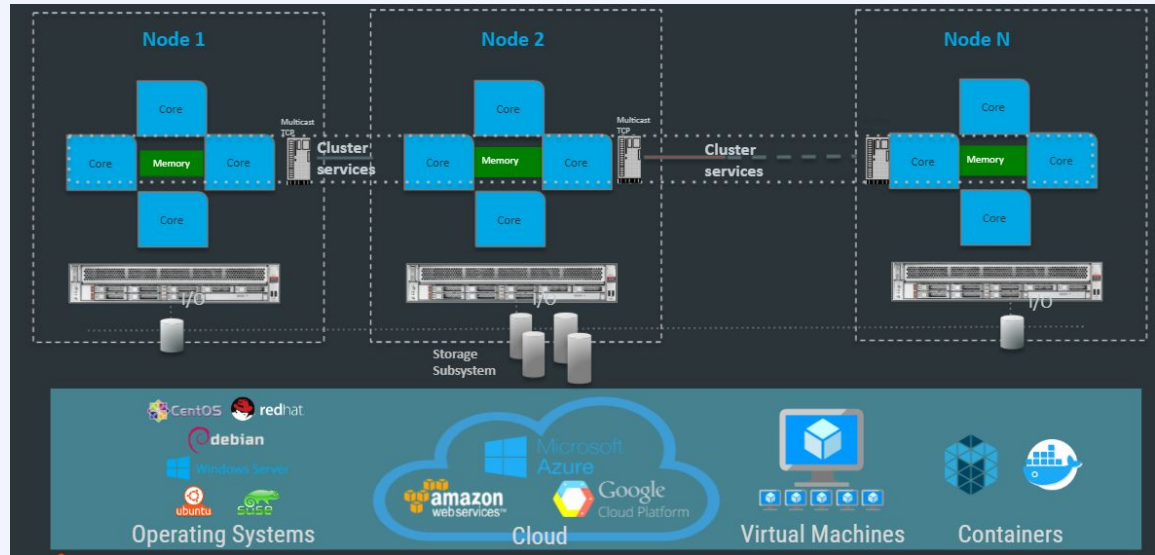 Node 1
Node 2
Node N
Core
Core
Core
Multicast
TCP
Multicast
TCP
Core
Memory
Core
Cluster
services
Core
Memory
Core
Cluster
services
Core
Memory
Core
Core
Core
Core
I/O
I/O
I/O
Storage
Subsystem
CentOS
redhat
debian
Windows Server
ubuntu
suse
Operating Systems
Microsoft
Azure
amazon
webservices™
Google
Cloud Platform
Cloud
Virtual Machines
Containers